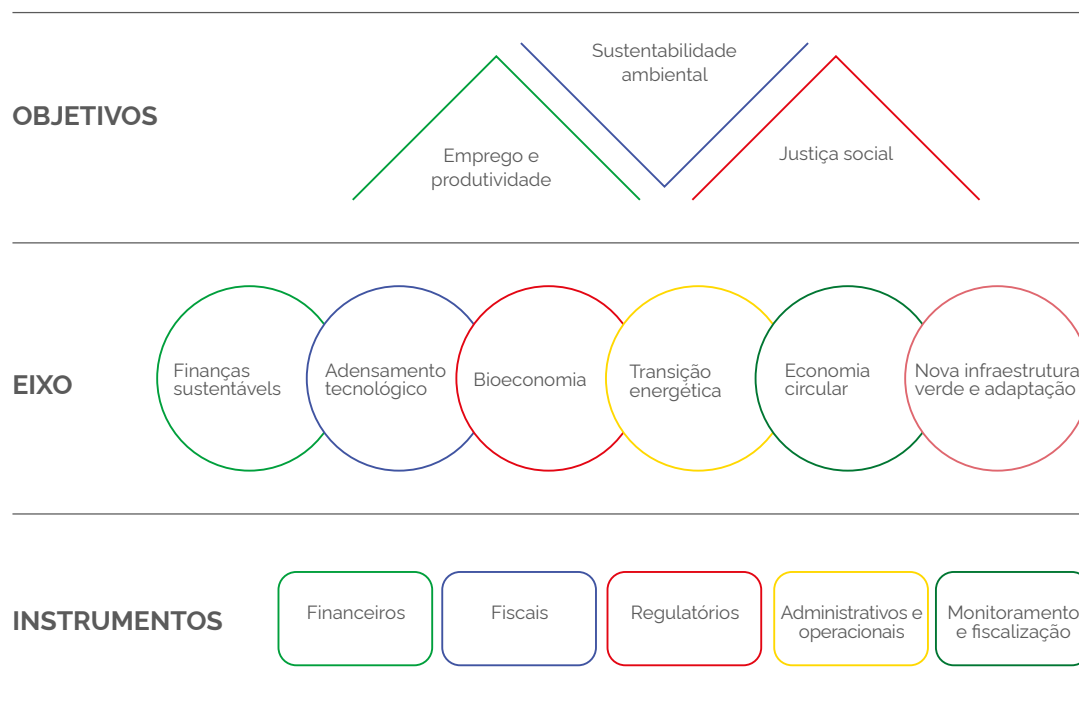 OBJETIVOS
Emprego e
produtividade
Sustentabilidade
ambiental
Justiça social
EIXO
Finanças
sustentávels
Adensamento
tecnológico
Bioeconomia
Transição
energética
Economia
circular
Nova infraestrutura
verde e adaptação
INSTRUMENTOS
Financeiros
Fiscais
Regulatórios
Administrativos e
operacionais
Monitoramento
e fiscalização